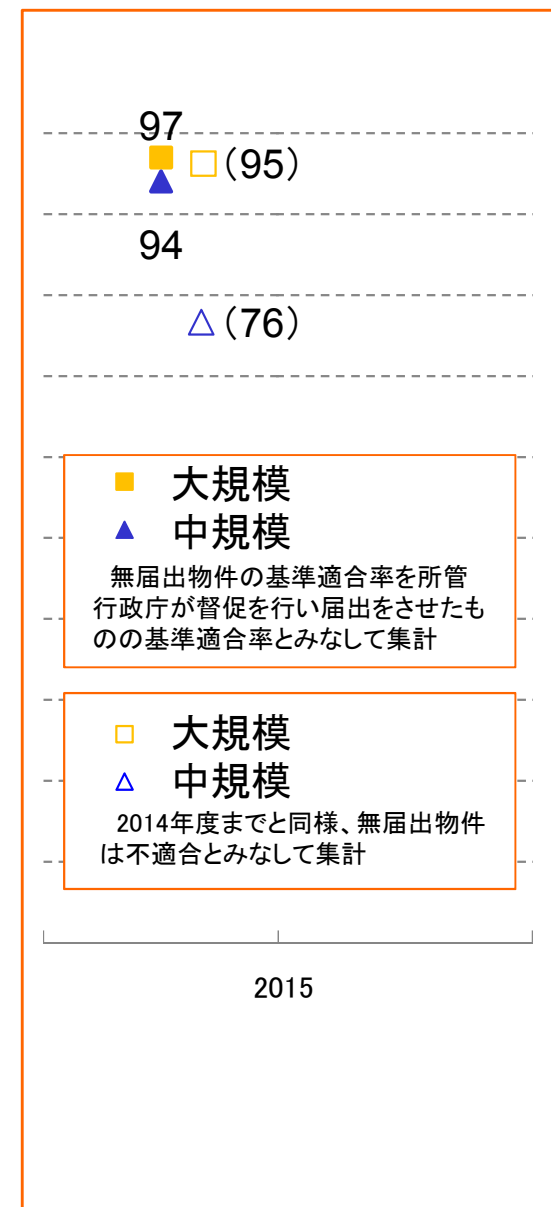 97
(95)
94
(76)
大規模
中規模
無届出物件の基準適合率を所管
行政庁が督促を行い届出をさせたも
のの基準適合率とみなして集計
大規模
中規模
2014年度までと同様、無届出物件
は不適合とみなして集計
2015